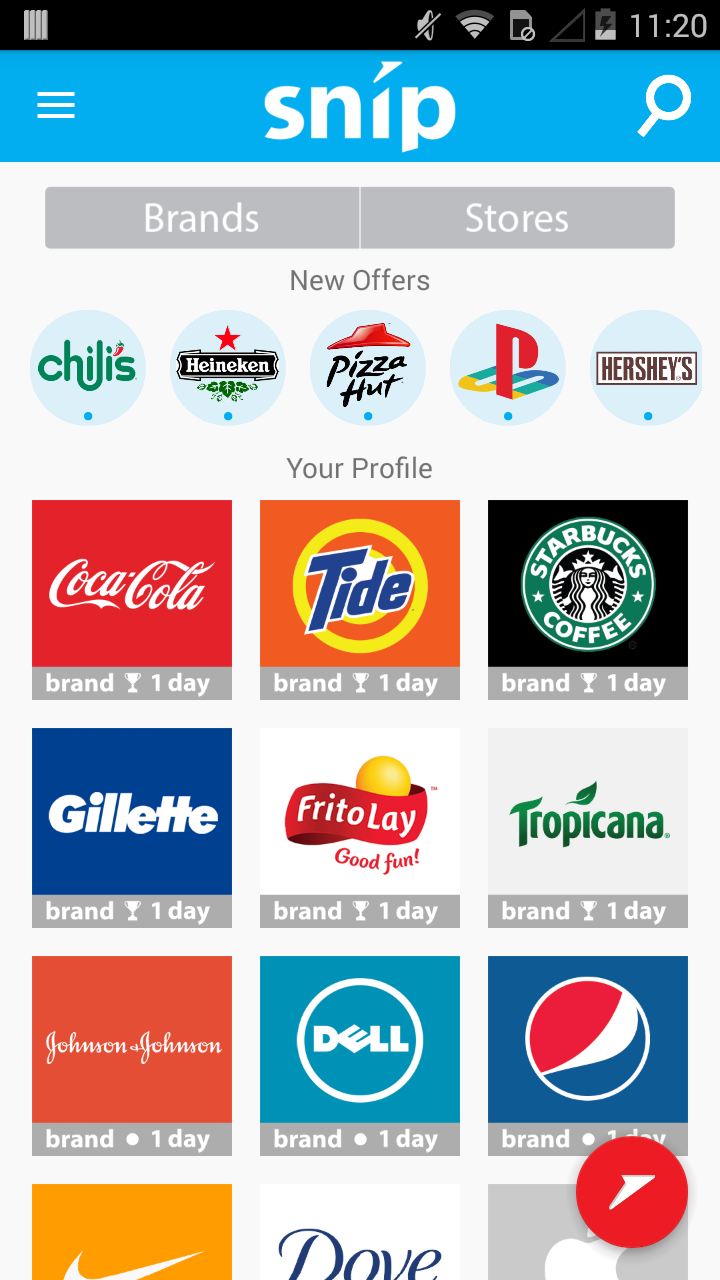 11:20
snip
Brands Stores
New Offers
chili's Heineken Pizza Hut HERSHEY'S
Your Profile
Coca-Cola Tide STARBUCKS COFFEE
brand 1 day brand 1 day brand 1 day
Gillette FritoLay Good fun! Tropicana
brand 1 day brand 1 day brand 1 day
Johnson & Johnson DELL
brand 1 day brand 1 day brand 1 day
Dove